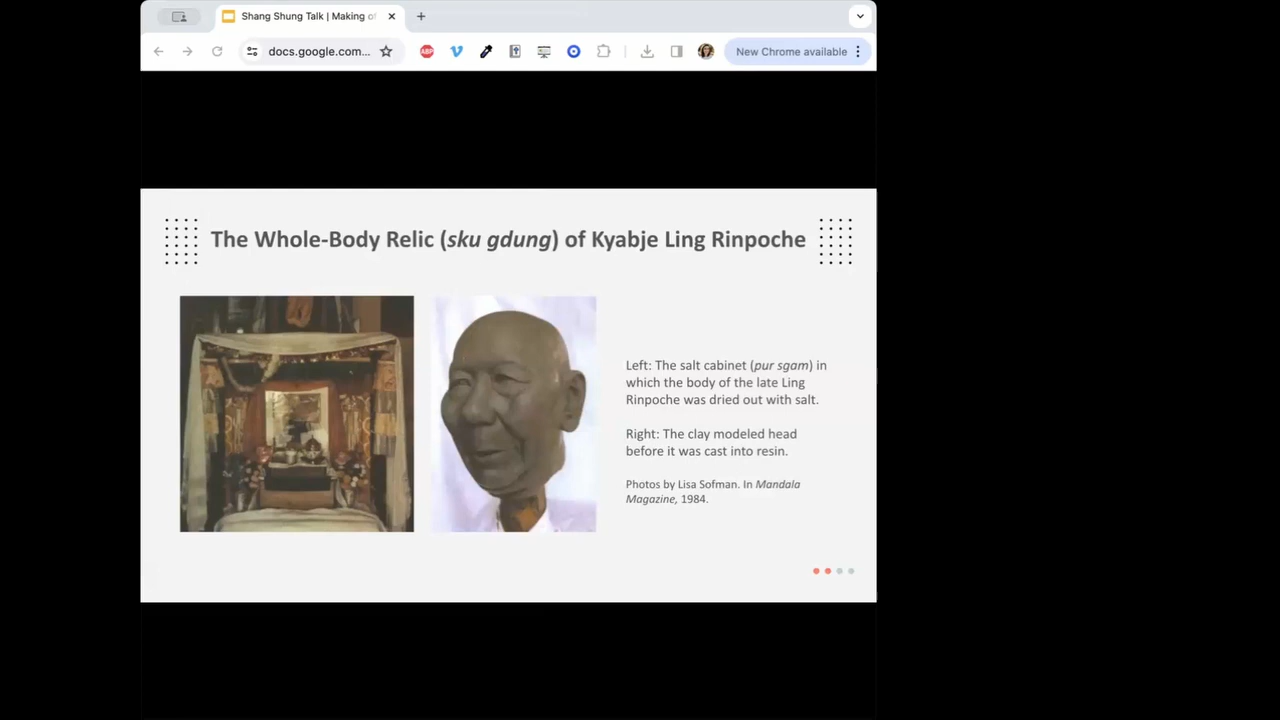 Shang Shung Talk | Making of
docs.google.com...
ABP
New Chrome available
The Whole-Body Relic (sku gdung) of Kyabje Ling Rinpoche
Left: The salt cabinet (pur sgam) in
which the body of the late Ling
Rinpoche was dried out with salt.
Right: The clay modeled head
before it was cast into resin.
Photos by Lisa Sofman. In Mandala
Magazine, 1984.